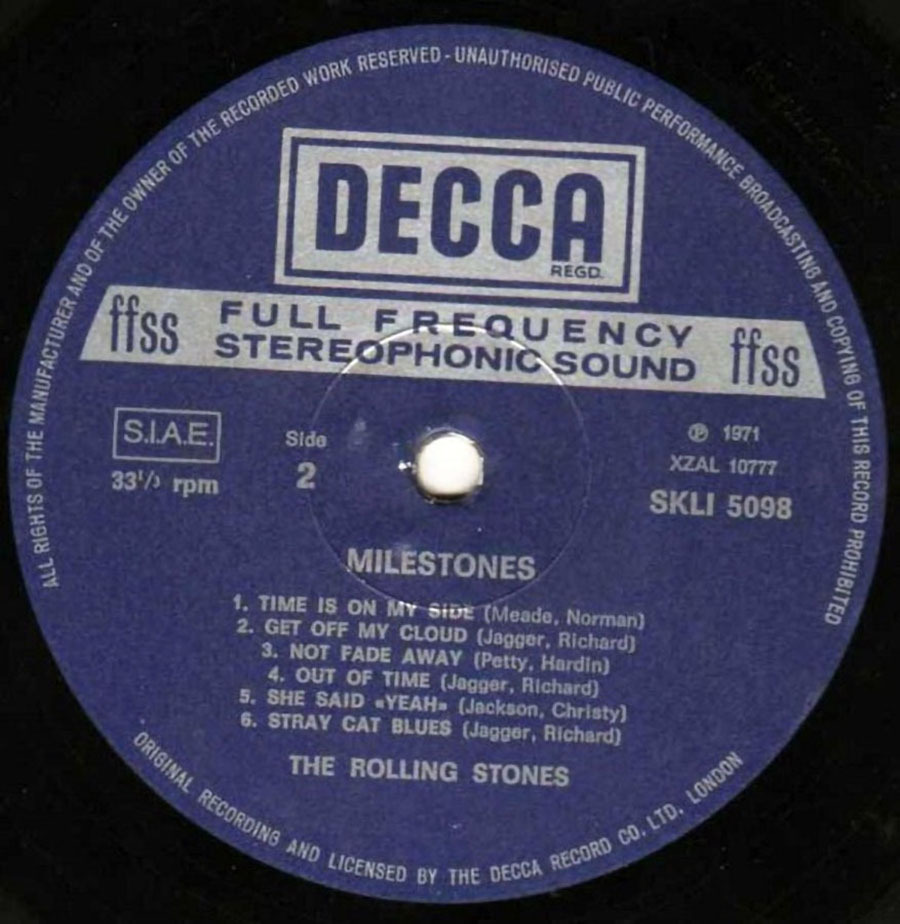 ALL RIGHTS OF THE MANUFACTURER AND OF THE OWNER OF THE RECORDED WORK RESERVED - UNAUTHORISED PUBLIC PERFORMANCE BROADCASTING AND COPYING OF THIS RECORD PROHIBITED
DECCA
REGD.
ffss FULL FREQUENCY STEREOPHONIC SOUND ffss
S.I.A.E.
33⅓ rpm
Side
2
℗ 1971
XZAL 10777
SKLI 5098
MILESTONES
1. TIME IS ON MY SIDE (Meade, Norman)
2. GET OFF MY CLOUD (Jagger, Richard)
3. NOT FADE AWAY (Petty, Hardin)
4. OUT OF TIME (Jagger, Richard)
5. SHE SAID «YEAH» (Jackson, Christy)
6. STRAY CAT BLUES (Jagger, Richard)
THE ROLLING STONES
ORIGINAL RECORDING AND LICENSED BY THE DECCA RECORD CO. LTD. LONDON